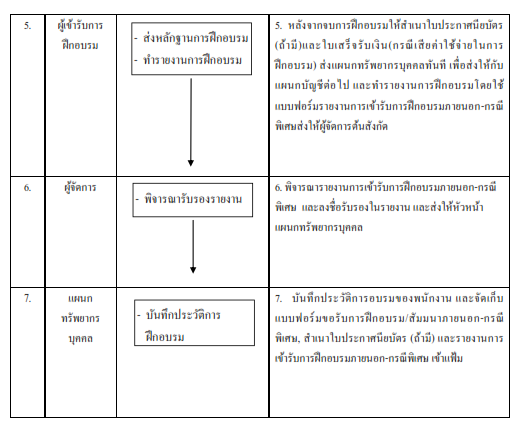 5.
ผู้เข้ารับการ
ฝึกอบรม
- ส่งหลักฐานการฝึกอบรม
- ทำรายงานการฝึกอบรม
5. หลังจากจบการฝึกอบรมให้สำเนาใบประกาศนียบัตร
(ถ้ามี)และใบเสร็จรับเงิน(กรณีเสียค่าใช้จ่ายในการ
ฝึกอบรม) ส่งแผนกทรัพยากรบุคคลทันที เพื่อส่งให้กับ
แผนกบัญชีต่อไป และทำรายงานการฝึกอบรมโดยใช้
แบบฟอร์มรายงานการเข้ารับการฝึกอบรมภายนอก-กรณี
พิเศษส่งให้ผู้จัดการต้นสังกัด
6.
ผู้จัดการ
- พิจารณารับรองรายงาน
6. พิจารณารายงานการเข้ารับการฝึกอบรมภายนอก-กรณี
พิเศษ และลงชื่อรับรองในรายงาน และส่งให้หัวหน้า
แผนกทรัพยากรบุคคล
7.
แผนก
ทรัพยากร
บุคคล
- บันทึกประวัติการ
ฝึกอบรม
7. บันทึกประวัติการอบรมของพนักงาน และจัดเก็บ
แบบฟอร์มขอรับการฝึกอบรม/สัมมนาภายนอก-กรณี
พิเศษ, สำเนาใบประกาศนียบัตร (ถ้ามี) และรายงานการ
เข้ารับการฝึกอบรมภายนอก-กรณีพิเศษ เข้าแฟ้ม